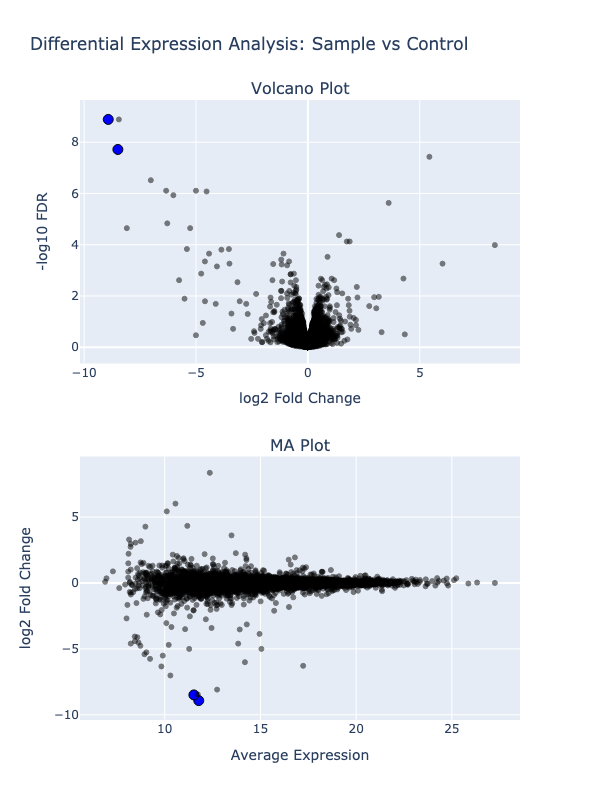 Differential Expression Analysis: Sample vs Control
Volcano Plot
8
6
4
2
0
-log10 FDR
−10
−5
0
5
log2 Fold Change
MA Plot
5
0
−5
−10
log2 Fold Change
10
15
20
25
Average Expression